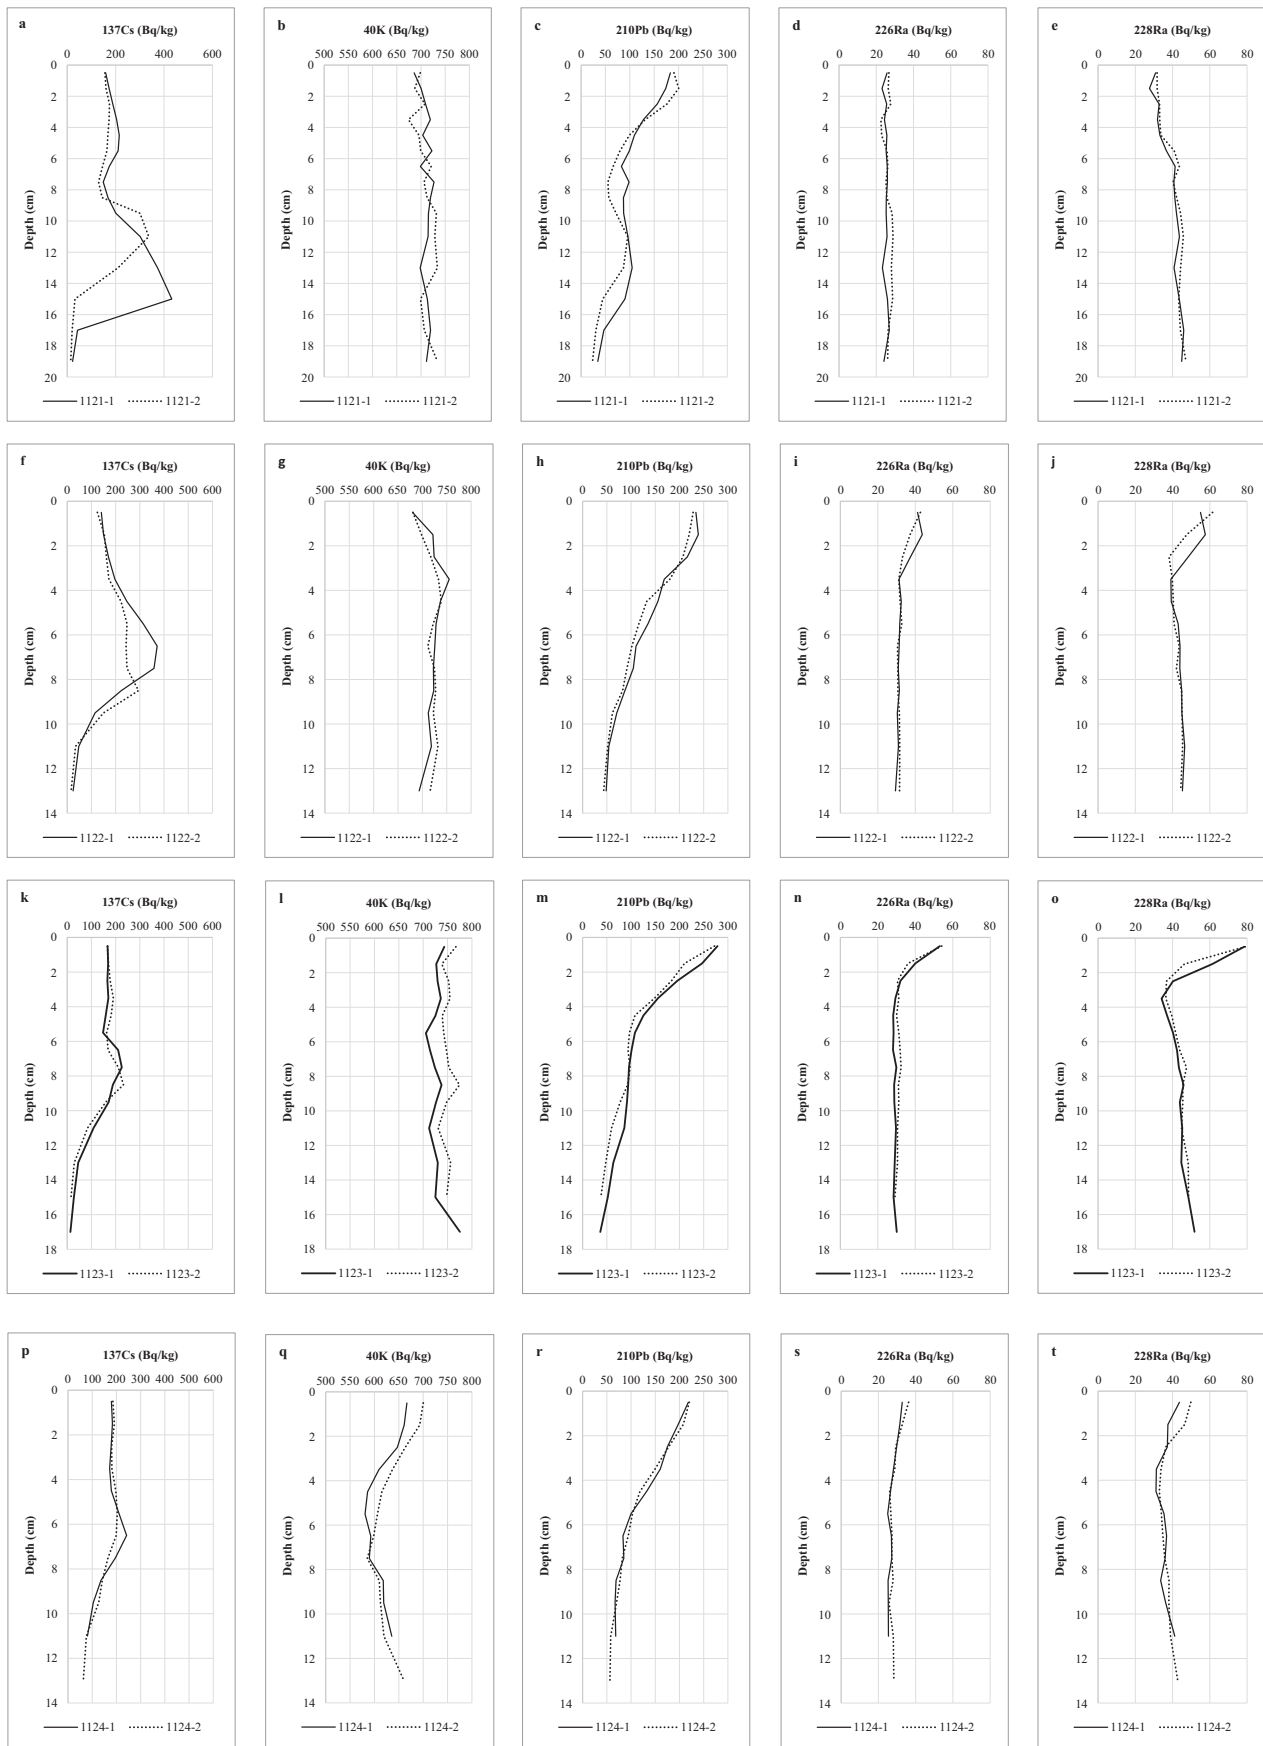 a
137Cs (Bq/kg)
0 200 400 600
0
2
4
6
8
10
12
14
16
18
20
Depth (cm)
1121-1 1121-2
b
40K (Bq/kg)
500 550 600 650 700 750 800
0
2
4
6
8
10
12
14
16
18
20
Depth (cm)
1121-1 1121-2
c
210Pb (Bq/kg)
0 50 100 150 200 250 300
0
2
4
6
8
10
12
14
16
18
20
Depth (cm)
1121-1 1121-2
d
226Ra (Bq/kg)
0 20 40 60 80
0
2
4
6
8
10
12
14
16
18
20
Depth (cm)
1121-1 1121-2
e
228Ra (Bq/kg)
0 20 40 60 80
0
2
4
6
8
10
12
14
16
18
20
Depth (cm)
1121-1 1121-2
f
137Cs (Bq/kg)
0 100 200 300 400 500 600
0
2
4
6
8
10
12
14
Depth (cm)
1122-1 1122-2
g
40K (Bq/kg)
500 550 600 650 700 750 800
0
2
4
6
8
10
12
14
Depth (cm)
1122-1 1122-2
h
210Pb (Bq/kg)
0 50 100 150 200 250 300
0
2
4
6
8
10
12
14
Depth (cm)
1122-1 1122-2
i
226Ra (Bq/kg)
0 20 40 60 80
0
2
4
6
8
10
12
14
Depth (cm)
1122-1 1122-2
j
228Ra (Bq/kg)
0 20 40 60 80
0
2
4
6
8
10
12
14
Depth (cm)
1122-1 1122-2
k
137Cs (Bq/kg)
0 100 200 300 400 500 600
0
2
4
6
8
10
12
14
16
18
Depth (cm)
1123-1 1123-2
l
40K (Bq/kg)
500 550 600 650 700 750 800
0
2
4
6
8
10
12
14
16
18
Depth (cm)
1123-1 1123-2
m
210Pb (Bq/kg)
0 50 100 150 200 250 300
0
2
4
6
8
10
12
14
16
18
Depth (cm)
1123-1 1123-2
n
226Ra (Bq/kg)
0 20 40 60 80
0
2
4
6
8
10
12
14
16
18
Depth (cm)
1123-1 1123-2
o
228Ra (Bq/kg)
0 20 40 60 80
0
2
4
6
8
10
12
14
16
18
Depth (cm)
1123-1 1123-2
p
137Cs (Bq/kg)
0 100 200 300 400 500 600
0
2
4
6
8
10
12
14
Depth (cm)
1124-1 1124-2
q
40K (Bq/kg)
500 550 600 650 700 750 800
0
2
4
6
8
10
12
14
Depth (cm)
1124-1 1124-2
r
210Pb (Bq/kg)
0 50 100 150 200 250 300
0
2
4
6
8
10
12
14
Depth (cm)
1124-1 1124-2
s
226Ra (Bq/kg)
0 20 40 60 80
0
2
4
6
8
10
12
14
Depth (cm)
1124-1 1124-2
t
228Ra (Bq/kg)
0 20 40 60 80
0
2
4
6
8
10
12
14
Depth (cm)
1124-1 1124-2